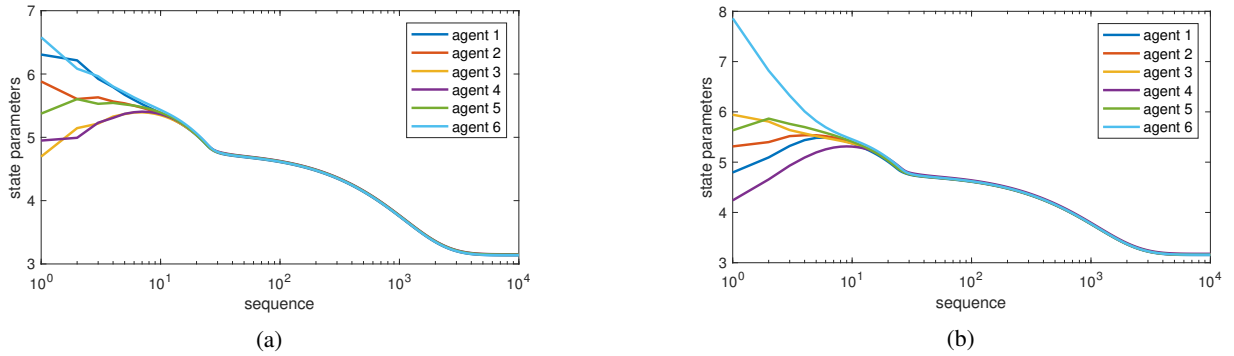 7
6
5
4
3
state parameters
10^0
10^1
10^2
10^3
10^4
sequence
agent 1
agent 2
agent 3
agent 4
agent 5
agent 6
(a)
8
7
6
5
4
3
state parameters
10^0
10^1
10^2
10^3
10^4
sequence
agent 1
agent 2
agent 3
agent 4
agent 5
agent 6
(b)